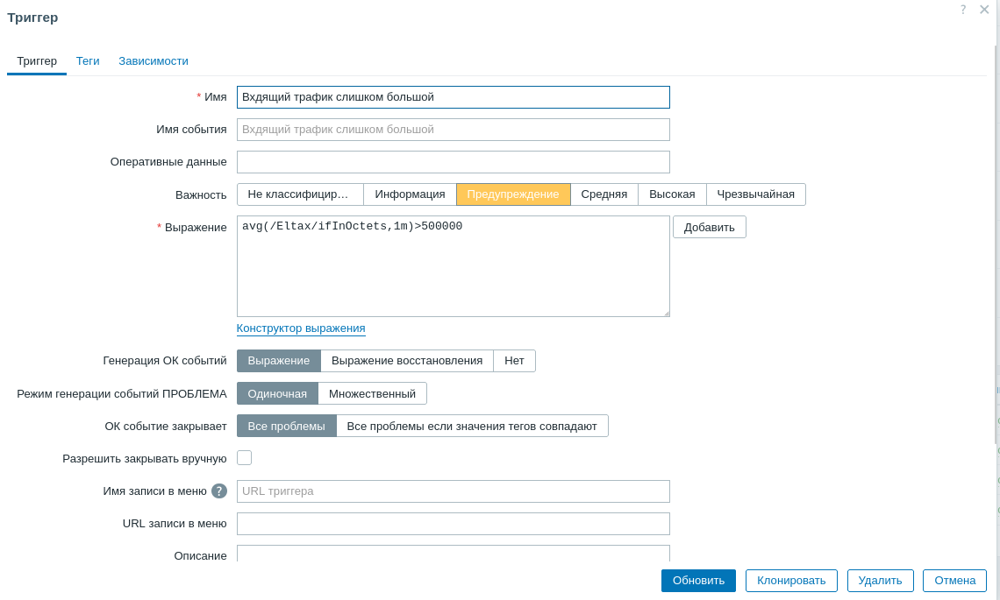 Триггер
?
Триггер Теги Зависимости
* Имя Вхдящий трафик слишком большой
Имя события Вхдящий трафик слишком большой
Оперативные данные
Важность Не классифицир… Информация Предупреждение Средняя Высокая Чрезвычайная
* Выражение avg(/Eltax/ifInOctets,1m)>500000 Добавить
Конструктор выражения
Генерация ОК событий Выражение Выражение восстановления Нет
Режим генерации событий ПРОБЛЕМА Одиночная Множественный
ОК событие закрывает Все проблемы Все проблемы если значения тегов совпадают
Разрешить закрывать вручную
Имя записи в меню ? URL триггера
URL записи в меню
Описание
Обновить Клонировать Удалить Отмена